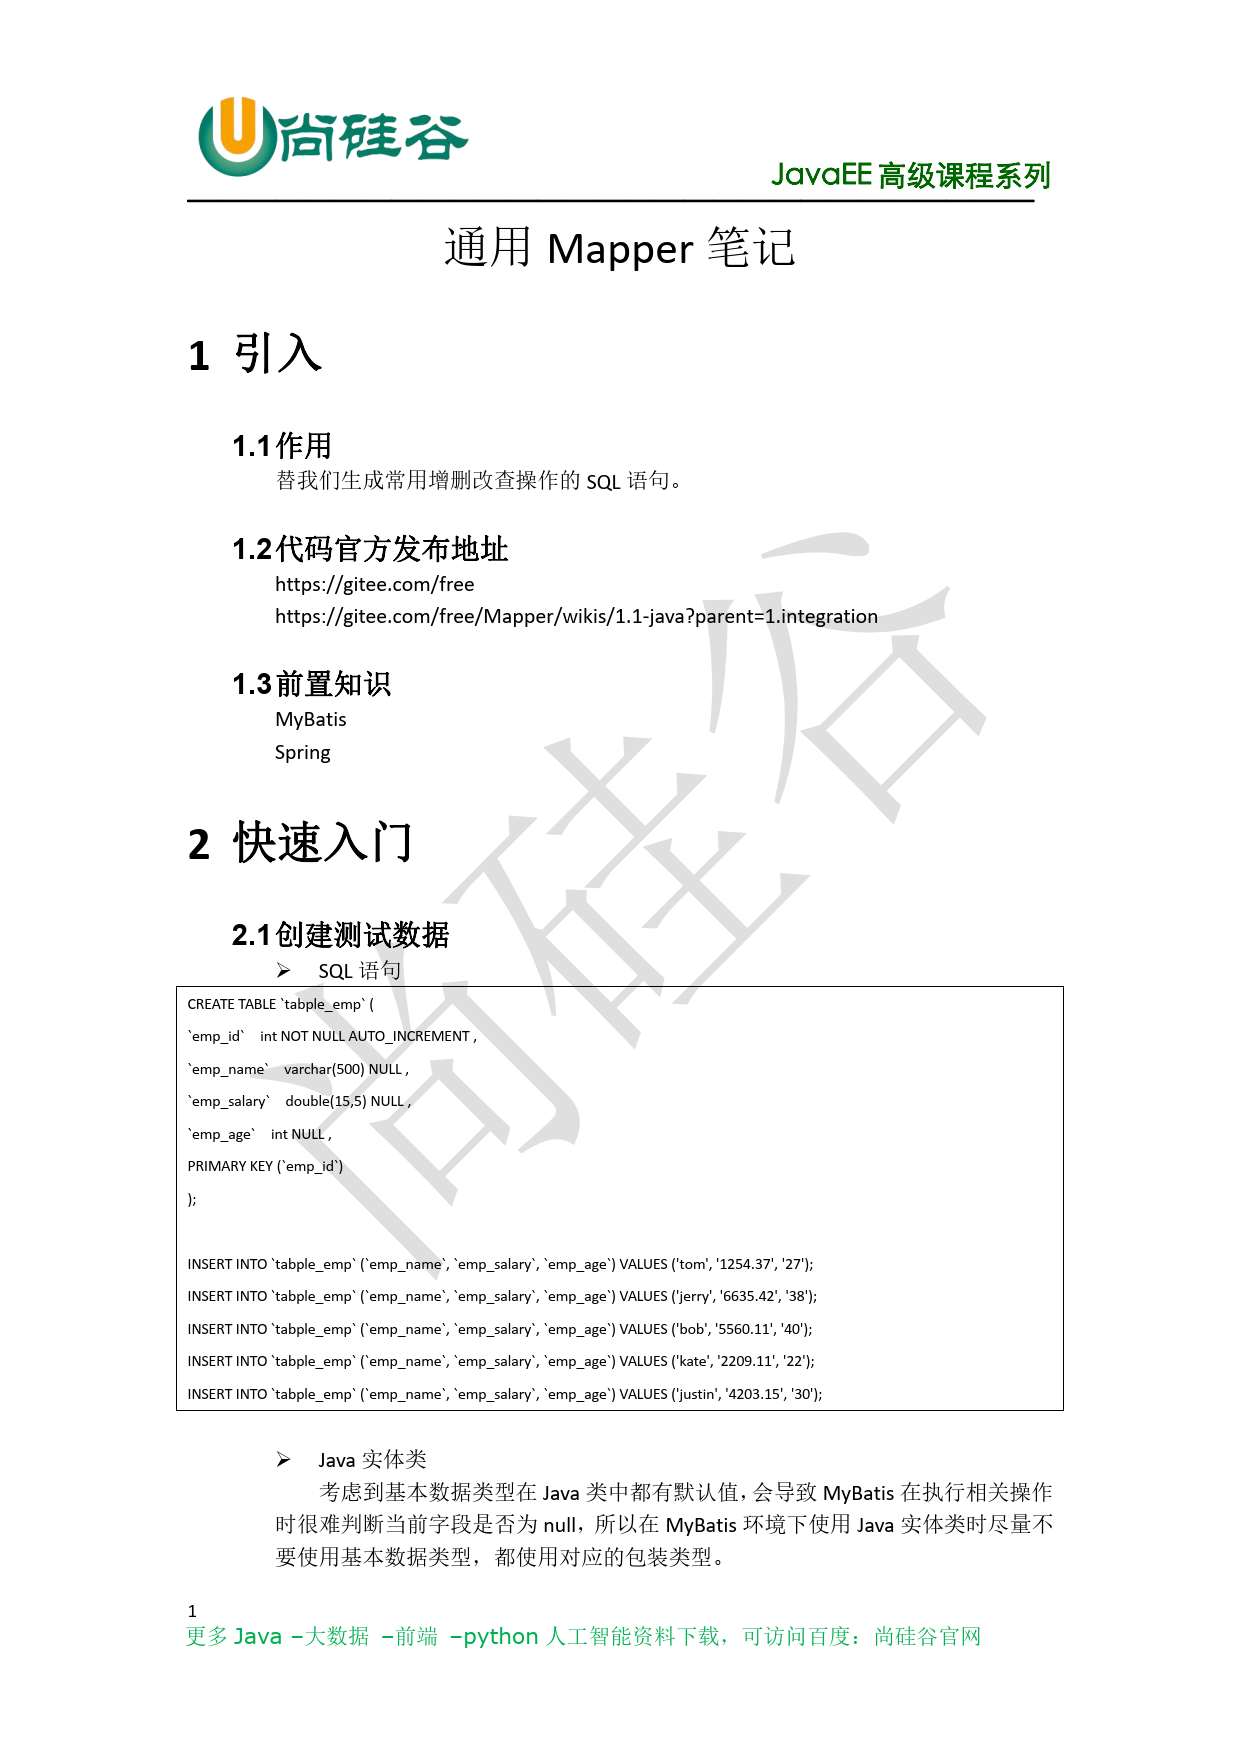 尚硅谷
JavaEE 高级课程系列
通用 Mapper 笔记
1 引入
1.1 作用
替我们生成常用增删改查操作的 SQL 语句。
1.2 代码官方发布地址
https://gitee.com/free
https://gitee.com/free/Mapper/wikis/1.1-java?parent=1.integration
1.3 前置知识
MyBatis
Spring
2 快速入门
2.1 创建测试数据
➢ SQL 语句
CREATE TABLE `tabple_emp` (
`emp_id` int NOT NULL AUTO_INCREMENT ,
`emp_name` varchar(500) NULL ,
`emp_salary` double(15,5) NULL ,
`emp_age` int NULL ,
PRIMARY KEY (`emp_id`)
);
INSERT INTO `tabple_emp` (`emp_name`, `emp_salary`, `emp_age`) VALUES ('tom', '1254.37', '27');
INSERT INTO `tabple_emp` (`emp_name`, `emp_salary`, `emp_age`) VALUES ('jerry', '6635.42', '38');
INSERT INTO `tabple_emp` (`emp_name`, `emp_salary`, `emp_age`) VALUES ('bob', '5560.11', '40');
INSERT INTO `tabple_emp` (`emp_name`, `emp_salary`, `emp_age`) VALUES ('kate', '2209.11', '22');
INSERT INTO `tabple_emp` (`emp_name`, `emp_salary`, `emp_age`) VALUES ('justin', '4203.15', '30');
➢ Java 实体类
考虑到基本数据类型在 Java 类中都有默认值，会导致 MyBatis 在执行相关操作
时很难判断当前字段是否为 null，所以在 MyBatis 环境下使用 Java 实体类时尽量不
要使用基本数据类型，都使用对应的包装类型。
1
更多 Java –大数据 –前端 –python 人工智能资料下载，可访问百度：尚硅谷官网
尚硅谷